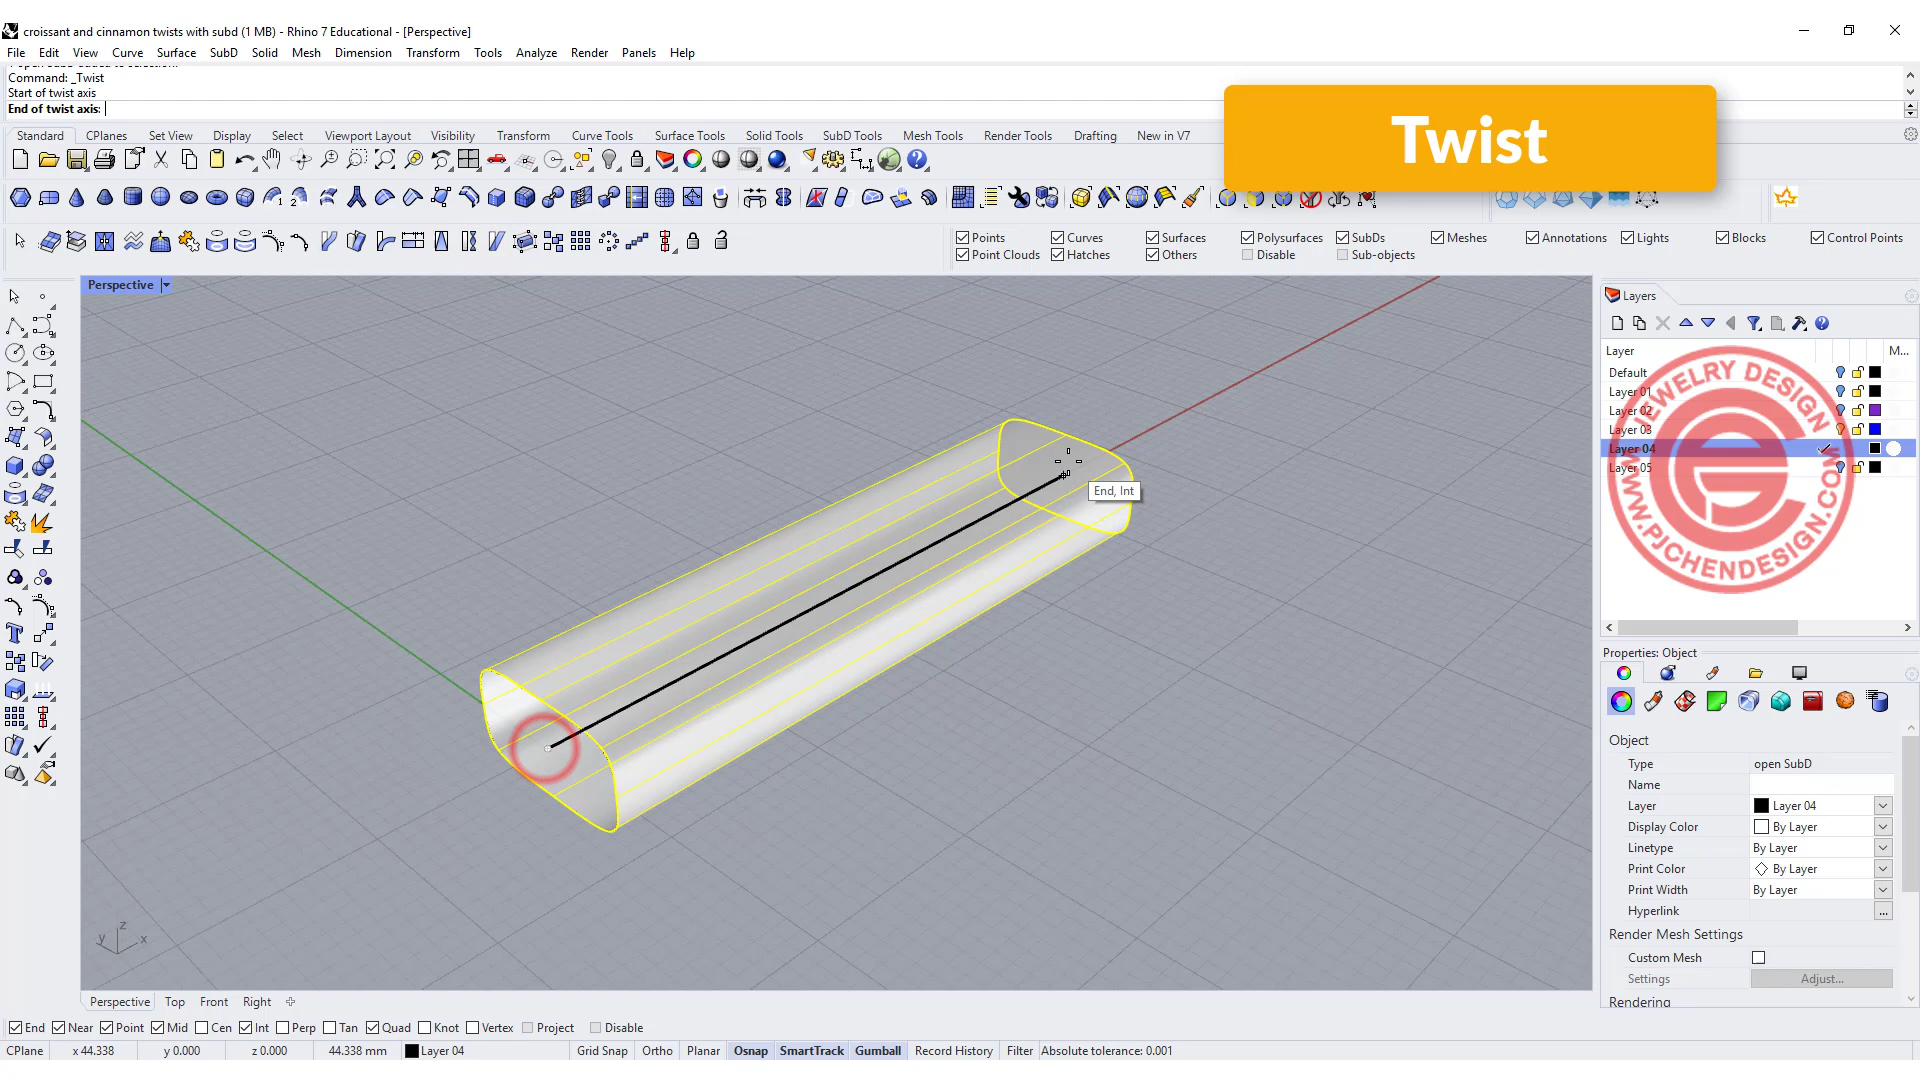 croissant and cinnamon twists with subd (1 MB) - Rhino 7 Educational - [Perspective]
File Edit View Curve Surface SubD Solid Mesh Dimension Transform Tools Analyze Render Panels Help
Command: _Twist
Start of twist axis
End of twist axis:
Twist
Standard CPlanes Set View Display Select Viewport Layout Visibility Transform Curve Tools Surface Tools Solid Tools SubD Tools Mesh Tools Render Tools Drafting New in V7
Points Curves Surfaces Polysurfaces SubDs Meshes Annotations Lights Blocks Control Points
Point Clouds Hatches Others Disable Sub-objects
Perspective
Layers
Layer M...
Default
Layer 01
Layer 02
Layer 03
Layer 04
Layer 05
JEWELRY DESIGN
WWW.PJCHENDESIGN.COM
End, Int
Properties: Object
Object
Type open SubD
Name
Layer Layer 04
Display Color By Layer
Linetype By Layer
Print Color By Layer
Print Width By Layer
Hyperlink ...
Render Mesh Settings
Custom Mesh
Settings Adjust...
Rendering
z
y x
Perspective Top Front Right
End Near Point Mid Cen Int Perp Tan Quad Knot Vertex Project Disable
CPlane x 44.338 y 0.000 z 0.000 44.338 mm Layer 04 Grid Snap Ortho Planar Osnap SmartTrack Gumball Record History Filter Absolute tolerance: 0.001